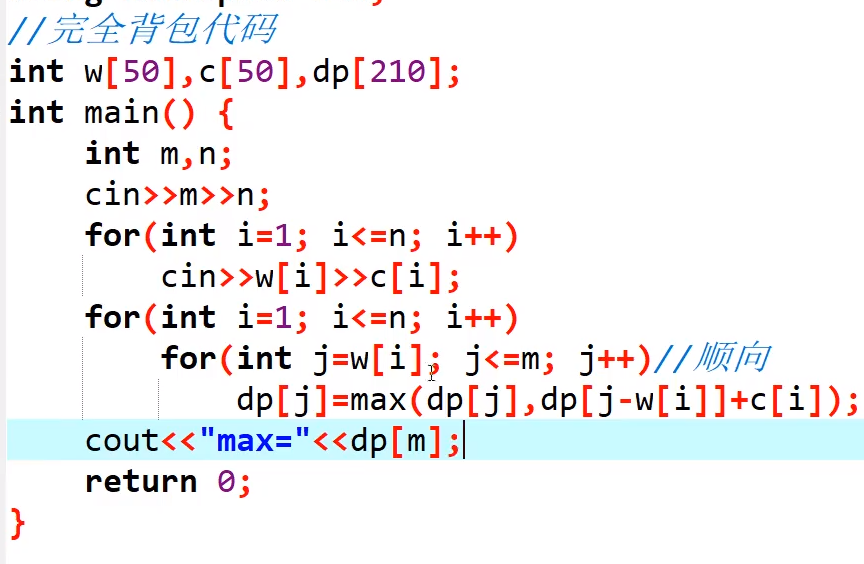 //完全背包代码
int w[50],c[50],dp[210];
int main() {
    int m,n;
    cin>>m>>n;
    for(int i=1; i<=n; i++)
        cin>>w[i]>>c[i];
    for(int i=1; i<=n; i++)
        for(int j=w[i]; j<=m; j++)//顺向
            dp[j]=max(dp[j],dp[j-w[i]]+c[i]);
    cout<<"max="<<dp[m];
    return 0;
}